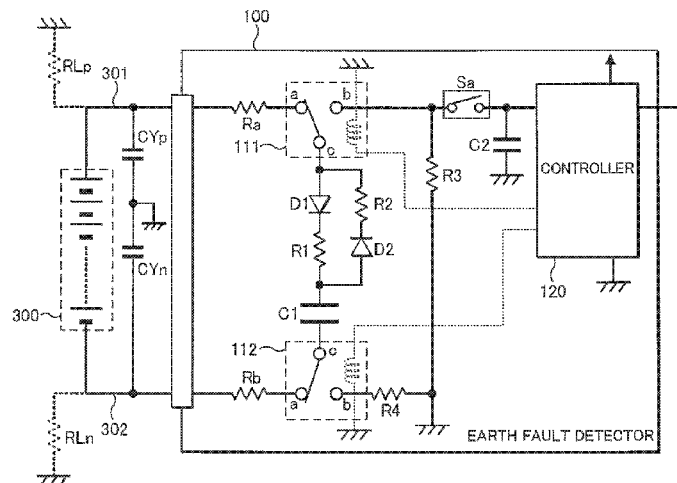 100
RLp
301
a
b
Sa
CYp
Ra
111
c
C2
CONTROLLER
R3
D1
R2
R1
D2
CYn
300
C1
120
112
c
Rb
a
b
R4
302
RLn
EARTH FAULT DETECTOR